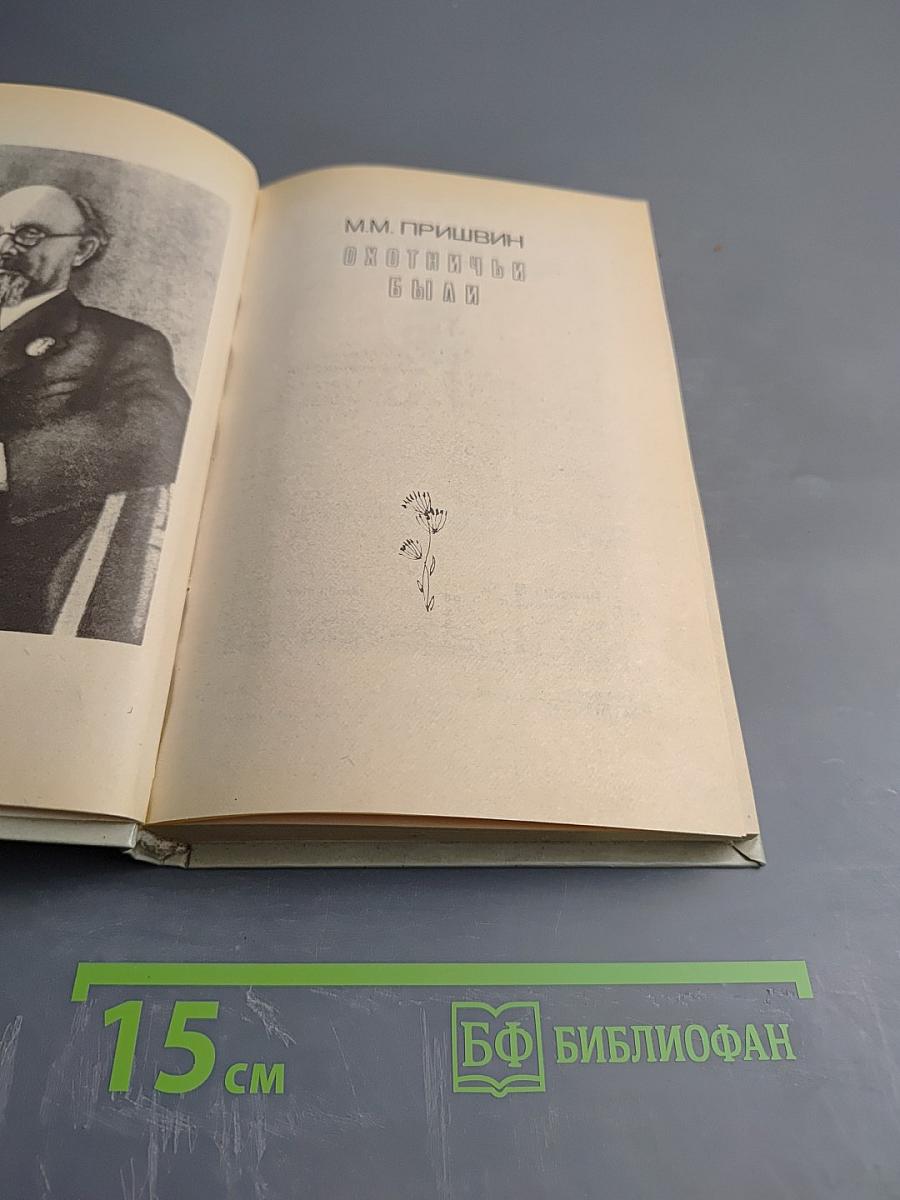 М.М. ПРИШВИН
ОХОТНИЧЬИ
БЫЛИ
15 см
БФ БИБЛИОФАН